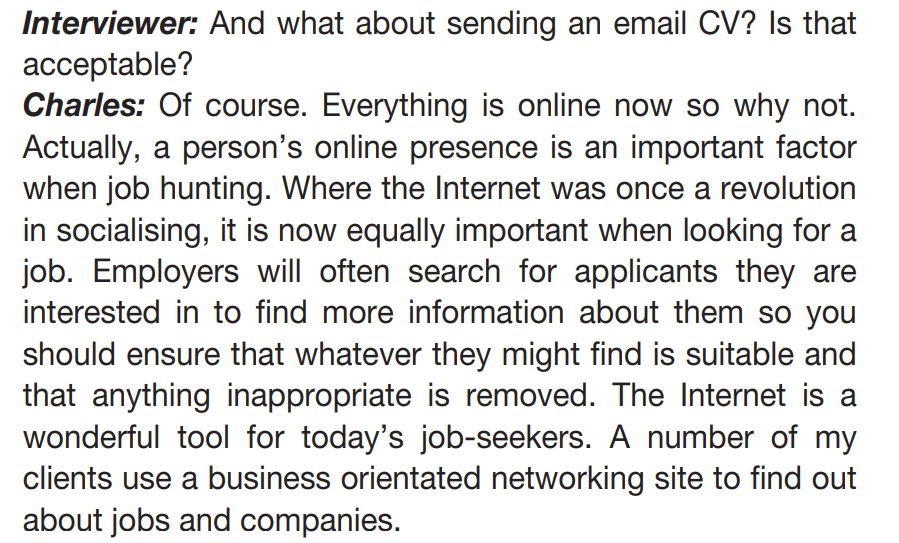 Interviewer: And what about sending an email CV? Is that
acceptable?
Charles: Of course. Everything is online now so why not.
Actually, a person’s online presence is an important factor
when job hunting. Where the Internet was once a revolution
in socialising, it is now equally important when looking for a
job. Employers will often search for applicants they are
interested in to find more information about them so you
should ensure that whatever they might find is suitable and
that anything inappropriate is removed. The Internet is a
wonderful tool for today’s job-seekers. A number of my
clients use a business orientated networking site to find out
about jobs and companies.